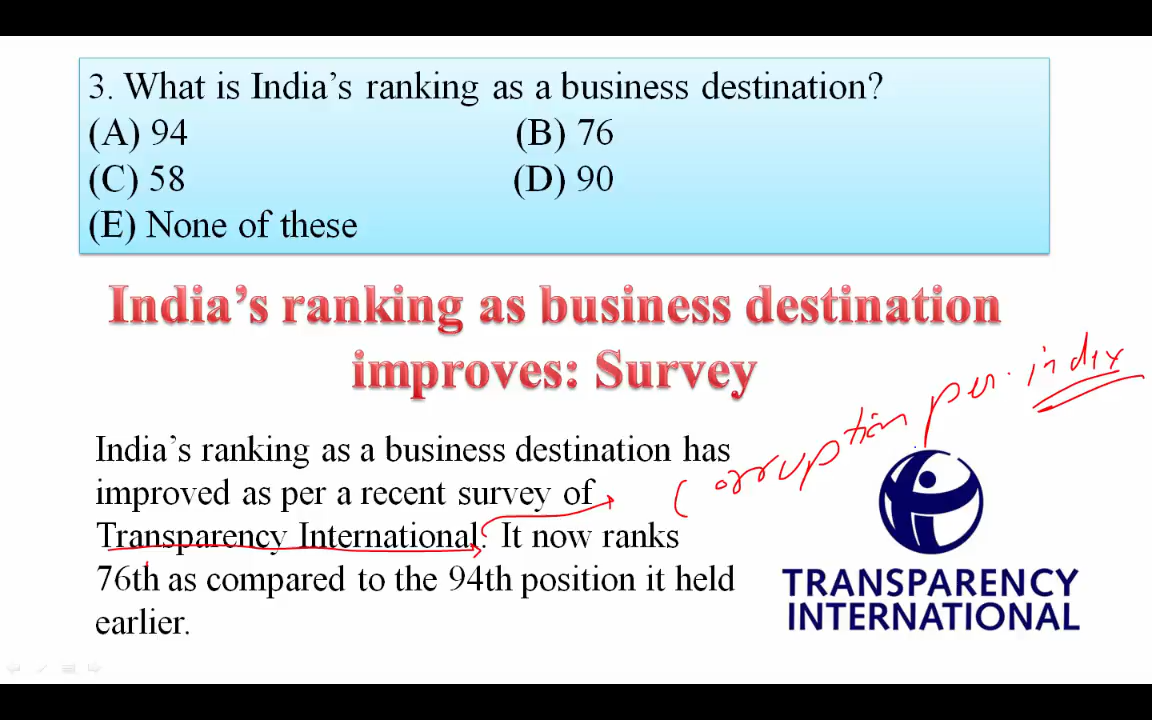 3. What is India’s ranking as a business destination?
(A) 94 (B) 76
(C) 58 (D) 90
(E) None of these
India’s ranking as business destination
improves: Survey
India’s ranking as a business destination has
improved as per a recent survey of
Transparency International. It now ranks
76th as compared to the 94th position it held
earlier.
Corruption per. index
TRANSPARENCY
INTERNATIONAL